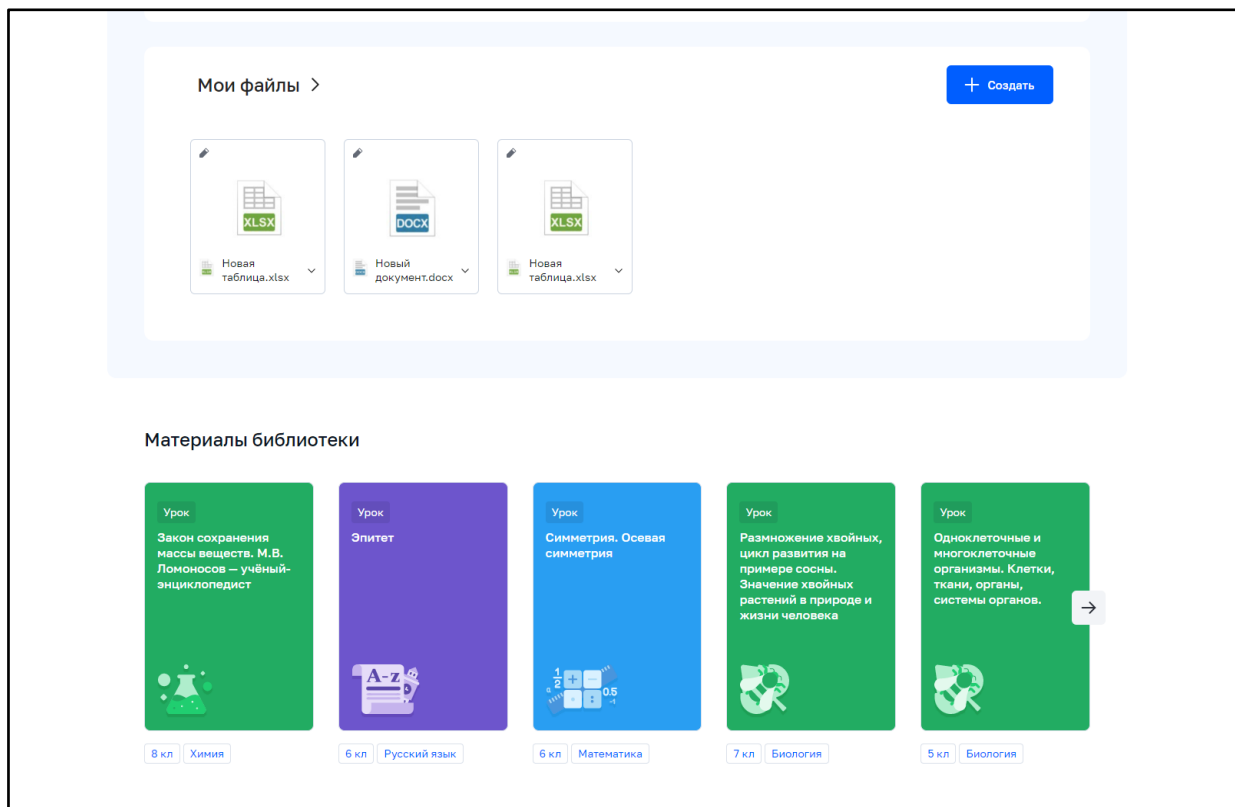 Мои файлы
Создать
XLSX
DOCX
XLSX
Новая
таблица.xlsx
Новый
документ.docx
Новая
таблица.xlsx
Материалы библиотеки
Урок
Закон сохранения
массы веществ. М.В.
Ломоносов — учёный-
энциклопедист
Урок
Эпитет
Урок
Симметрия. Осевая
симметрия
Урок
Размножение хвойных,
цикл развития на
примере сосны.
Значение хвойных
растений в природе и
жизни человека
Урок
Одноклеточные и
многоклеточные
организмы. Клетки,
ткани, органы,
системы органов.
A-z
1/2
0.5
-1
8 кл Химия
6 кл Русский язык
6 кл Математика
7 кл Биология
5 кл Биология